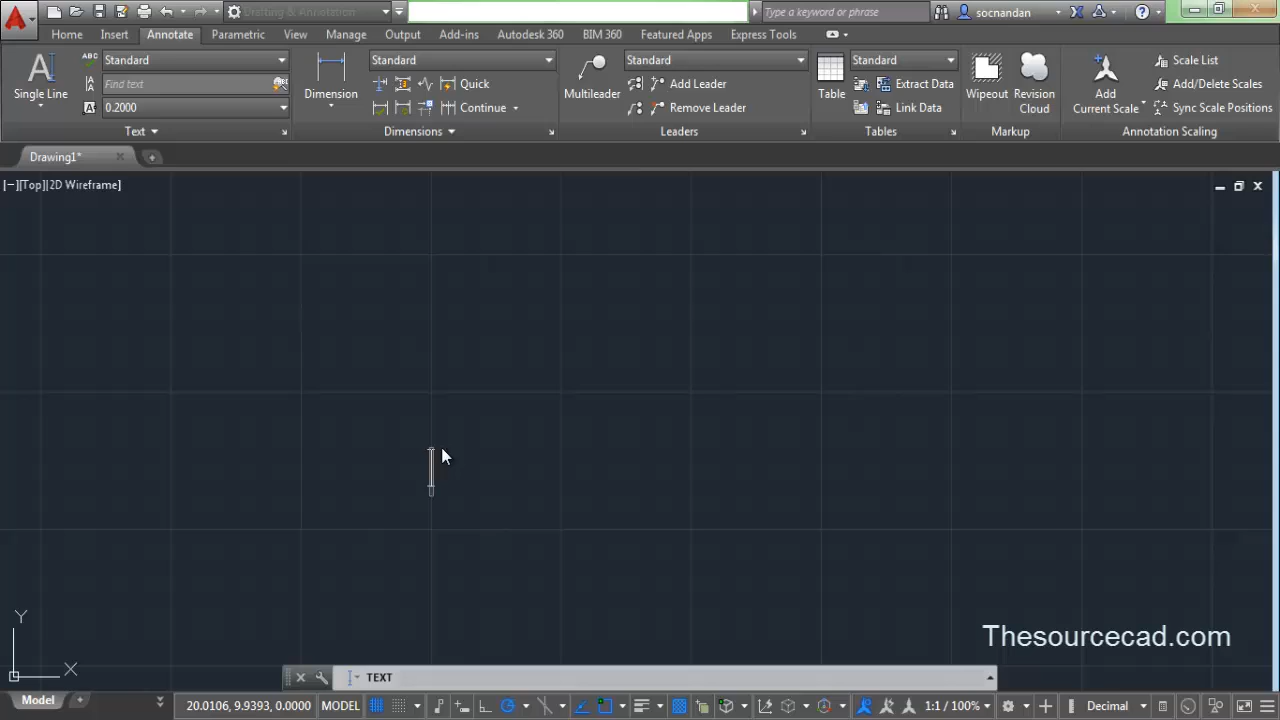 Drafting & Annotation
Type a keyword or phrase
socnandan
Home Insert Annotate Parametric View Manage Output Add-ins Autodesk 360 BIM 360 Featured Apps Express Tools
Single Line
ABC
Standard
Find text
0.2000
Text
Dimension
Standard
Quick
Continue
Dimensions
Multileader
Standard
Add Leader
Remove Leader
Leaders
Table
Standard
Extract Data
Link Data
Tables
Wipeout
Revision
Cloud
Markup
Add
Current Scale
Scale List
Add/Delete Scales
Sync Scale Positions
Annotation Scaling
Drawing1*
[−][Top][2D Wireframe]
Y
X
Thesourcecad.com
TEXT
Model
20.0106, 9.9393, 0.0000 MODEL
1:1 / 100%
Decimal